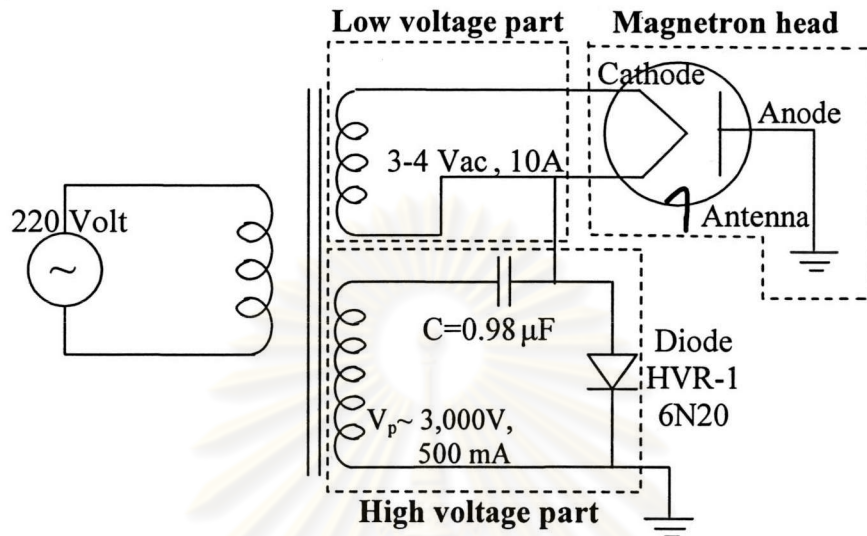 Low voltage part
Magnetron head
Cathode
Anode
3-4 Vac , 10A
220 Volt
~
Antenna
C=0.98 μF
Diode
HVR-1
6N20
Vₚ~ 3,000V,
500 mA
High voltage part